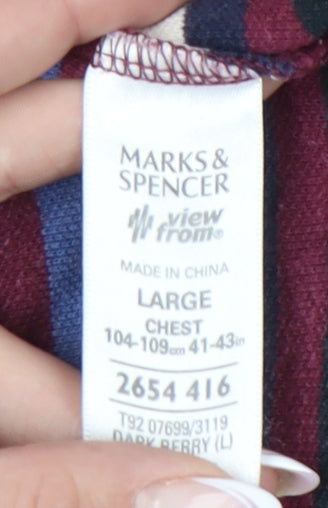 MARKS &
SPENCER
view
from®
MADE IN CHINA
LARGE
CHEST
104-109cm 41-43in
2654 416
T92 07699/3119
DARK BERRY (L)